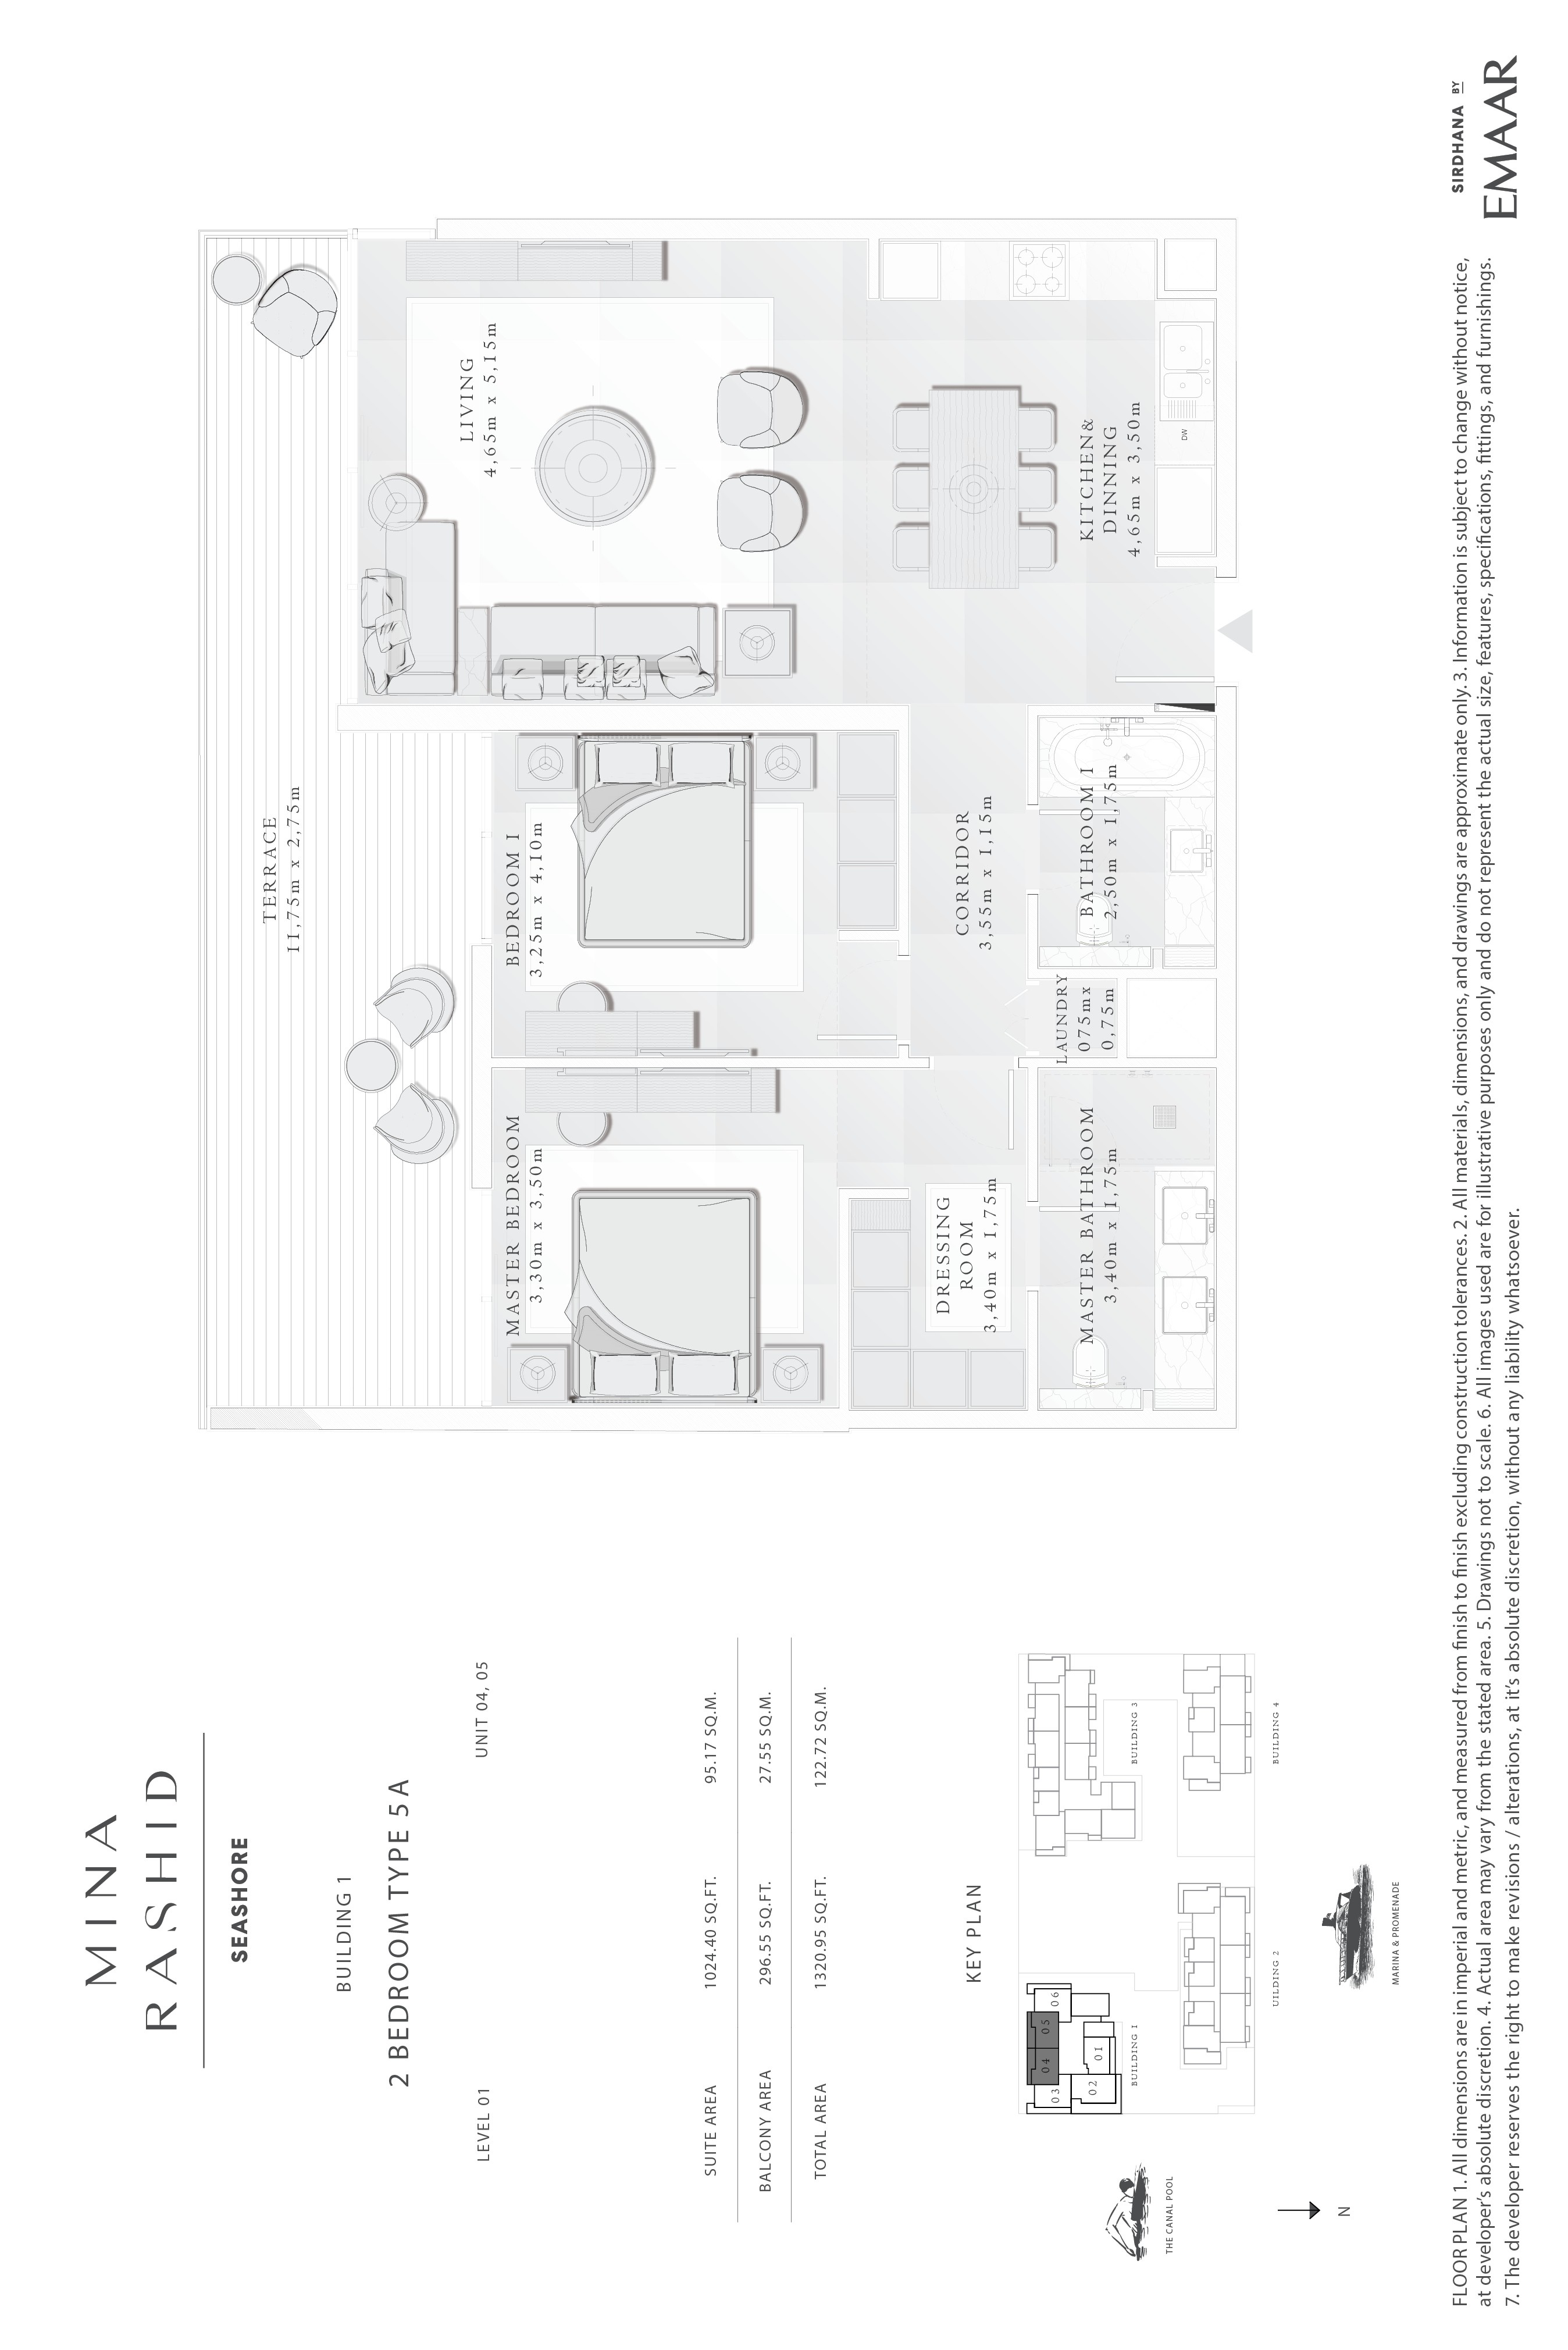 MINA
RASHID
SEASHORE
BUILDING 1
2 BEDROOM TYPE 5A
LEVEL 01 UNIT 04, 05
SUITE AREA 1024.40 SQ.FT. 95.17 SQ.M.
BALCONY AREA 296.55 SQ.FT. 27.55 SQ.M.
TOTAL AREA 1320.95 SQ.FT. 122.72 SQ.M.
KEY PLAN
03 04 05 06
02 01
BUILDING 1
BUILDING 3
UILDING 2
BUILDING 4
THE CANAL POOL
MARINA & PROMENADE
N
TERRACE
11,75m x 2,75m
LIVING
4,65m x 5,15m
MASTER BEDROOM
3,30m x 3,50m
BEDROOM 1
3,25m x 4,10m
DRESSING
ROOM
3,40m x 1,75m
CORRIDOR
3,55m x 1,15m
KITCHEN&
DINNING
4,65m x 3,50m
MASTER BATHROOM
3,40m x 1,75m
LAUNDRY
075mx
0,75m
BATHROOM 1
2,50m x 1,75m
DW
FLOOR PLAN 1. All dimensions are in imperial and metric, and measured from finish to finish excluding construction tolerances. 2. All materials, dimensions, and drawings are approximate only. 3. Information is subject to change without notice,
at developer's absolute discretion. 4. Actual area may vary from the stated area. 5. Drawings not to scale. 6. All images used are for illustrative purposes only and do not represent the actual size, features, specifications, fittings, and furnishings.
7. The developer reserves the right to make revisions / alterations, at it's absolute discretion, without any liability whatsoever.
SIRDHANA BY
EMAAR